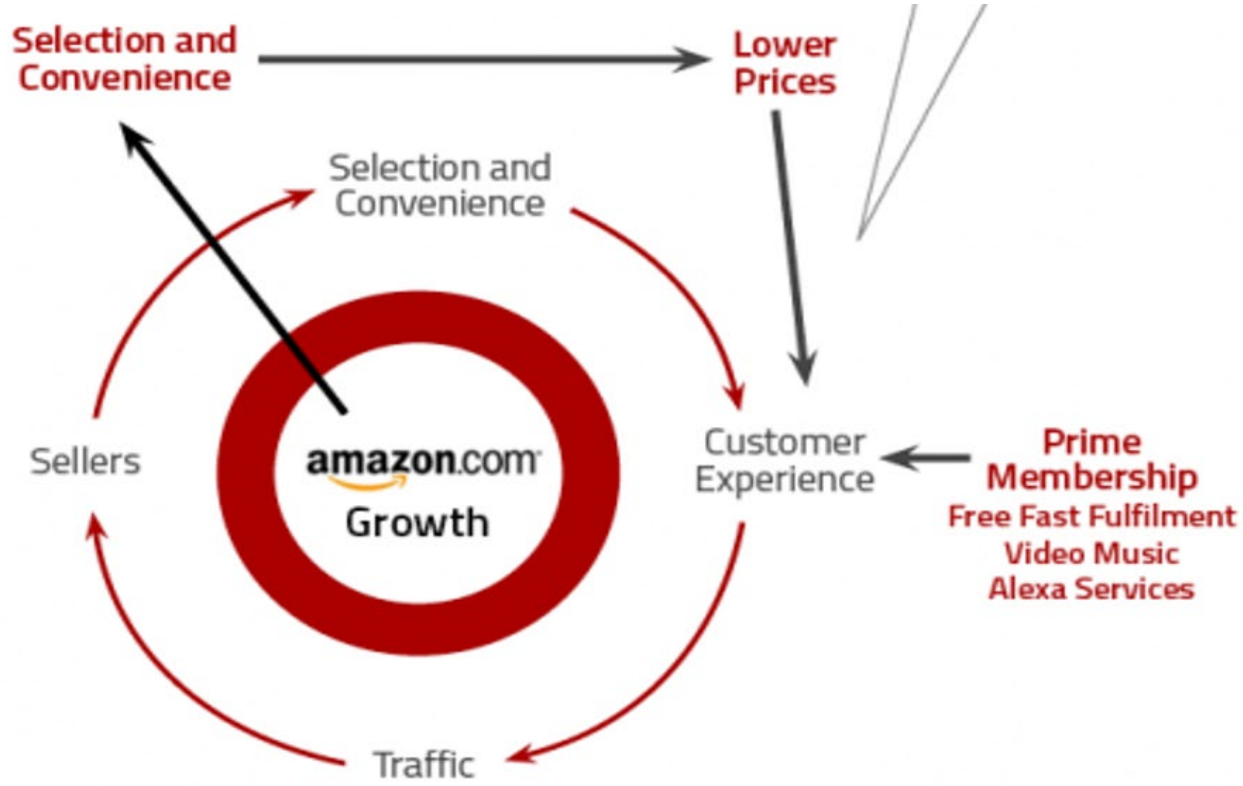 Selection and
Convenience
Lower
Prices
Selection and
Convenience
Sellers
amazon.com
Growth
Customer
Experience
Prime
Membership
Free Fast Fulfilment
Video Music
Alexa Services
Traffic